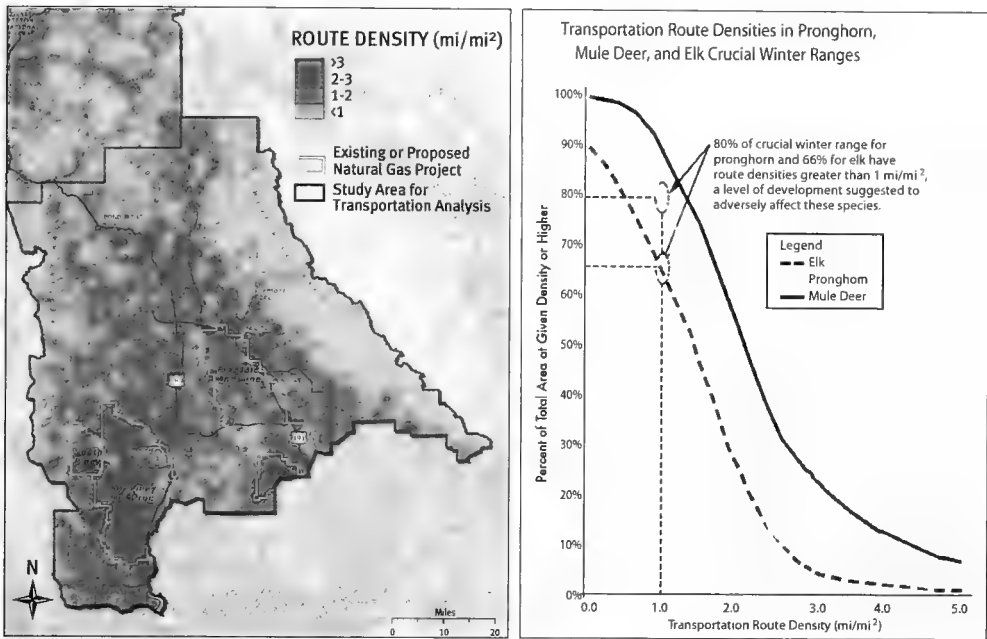 ROUTE DENSITY (mi/mi²)
>3
2-3
1-2
<1
Existing or Proposed
Natural Gas Project
Study Area for
Transportation Analysis
N
Miles
0 10 20
Transportation Route Densities in Pronghorn,
Mule Deer, and Elk Crucial Winter Ranges
100%
90%
80%
70%
60%
50%
40%
30%
20%
10%
0%
Percent of Total Area at Given Density or Higher
80% of crucial winter range for
pronghorn and 66% for elk have
route densities greater than 1 mi/mi²,
a level of development suggested to
adversely affect these species.
Legend
Elk
Pronghorn
Mule Deer
0.0 1.0 2.0 3.0 4.0 5.0
Transportation Route Density (mi/mi²)